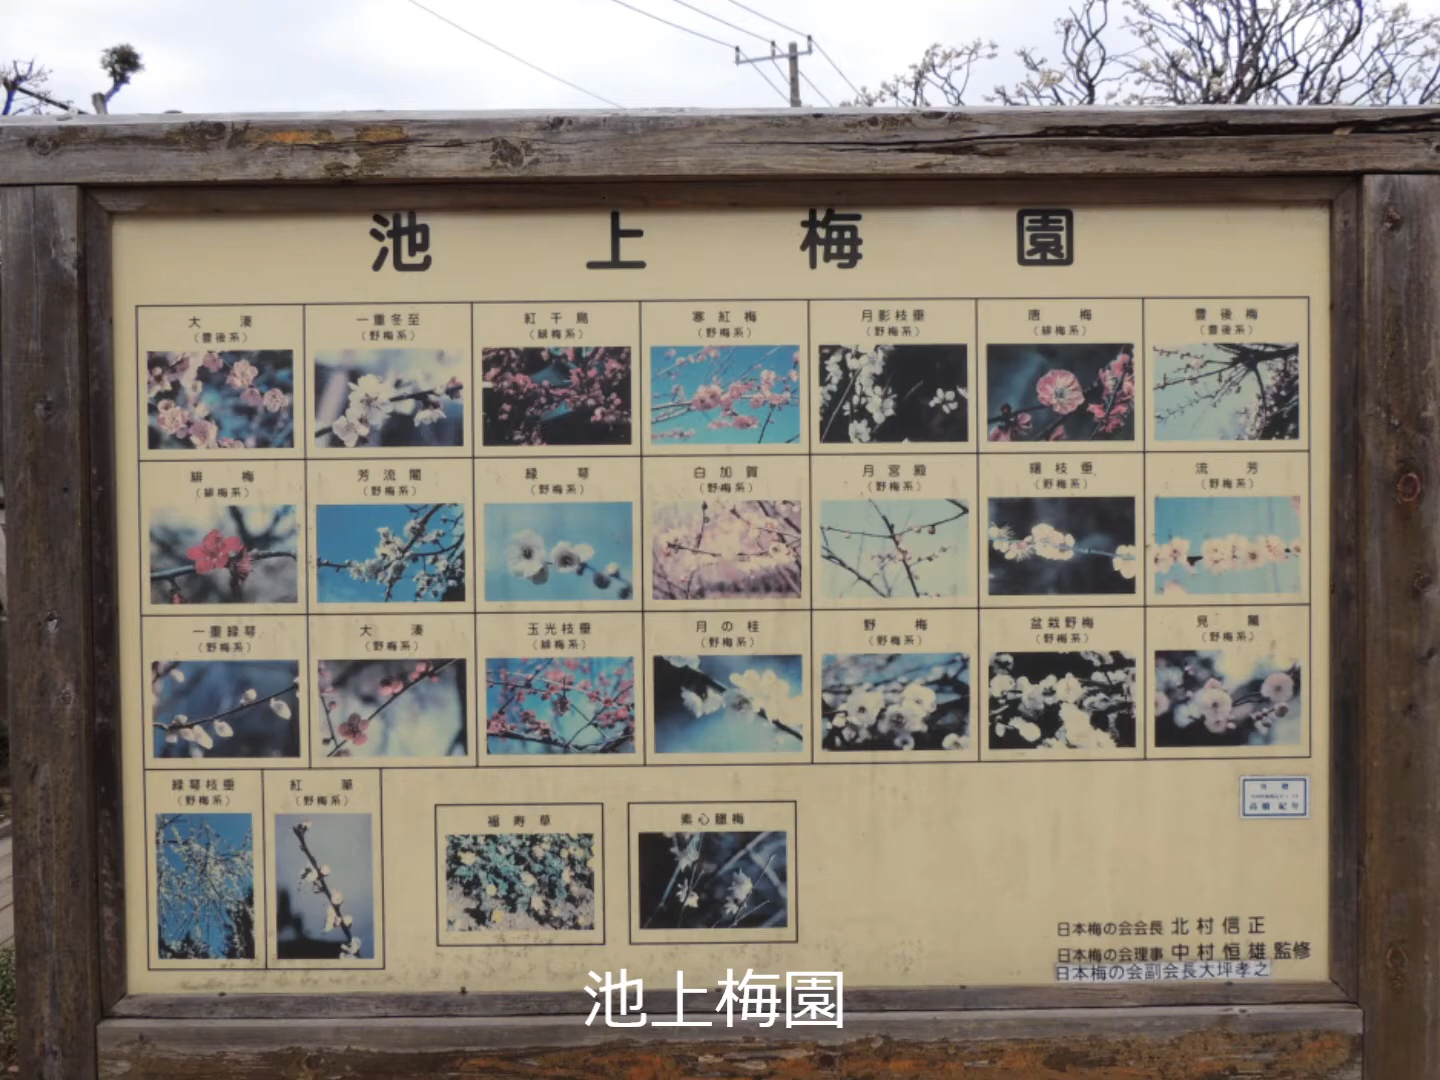 池上梅園
大湊
（豊後系）
一重冬至
（野梅系）
紅千鳥
（緋梅系）
寒紅梅
（野梅系）
月影枝垂
（野梅系）
唐梅
（緋梅系）
豊後梅
（豊後系）
緋梅
（緋梅系）
芳流閣
（野梅系）
緑萼
（野梅系）
白加賀
（野梅系）
月宮殿
（野梅系）
曙枝垂
（野梅系）
流芳
（野梅系）
一重緑萼
（野梅系）
大湊
（野梅系）
玉光枝垂
（緋梅系）
月の桂
（野梅系）
野梅
（野梅系）
盆栽野梅
（野梅系）
見驚
（野梅系）
緑萼枝垂
（野梅系）
紅筆
（野梅系）
福寿草
素心臘梅
日本梅の会会長 北村信正
日本梅の会理事 中村恒雄 監修
日本梅の会副会長大坪孝之
池上梅園